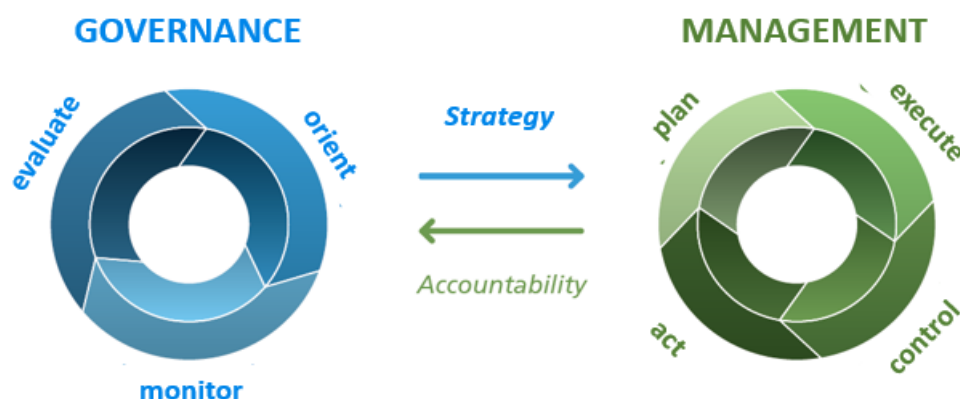 GOVERNANCE
MANAGEMENT
evaluate
orient
monitor
Strategy
Accountability
plan
execute
control
act